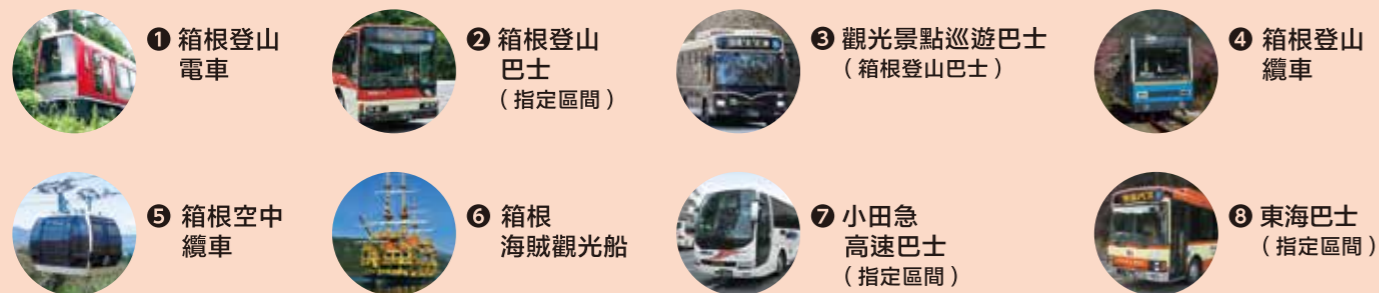 ❶ 箱根登山
電車
❷ 箱根登山
巴士
（指定區間）
❸ 觀光景點巡遊巴士
（箱根登山巴士）
❹ 箱根登山
纜車
❺ 箱根空中
纜車
❻ 箱根
海賊觀光船
❼ 小田急
高速巴士
（指定區間）
❽ 東海巴士
（指定區間）